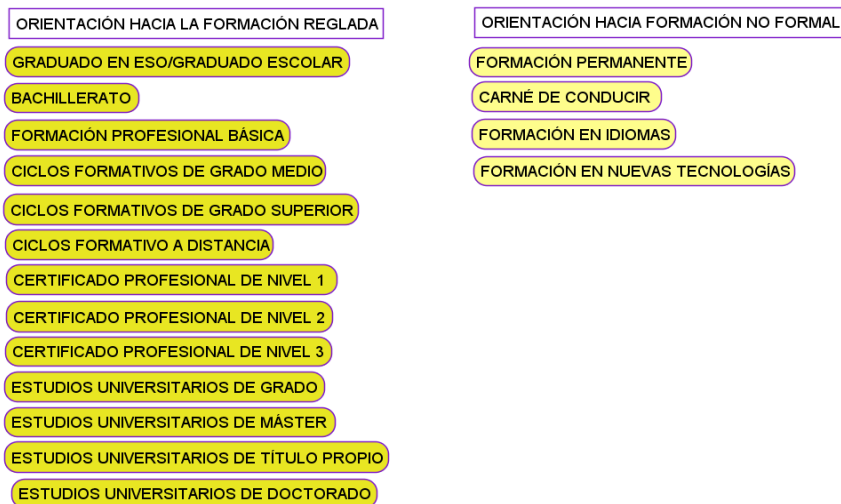 ORIENTACIÓN HACIA LA FORMACIÓN REGLADA
GRADUADO EN ESO/GRADUADO ESCOLAR
BACHILLERATO
FORMACIÓN PROFESIONAL BÁSICA
CICLOS FORMATIVOS DE GRADO MEDIO
CICLOS FORMATIVOS DE GRADO SUPERIOR
CICLOS FORMATIVO A DISTANCIA
CERTIFICADO PROFESIONAL DE NIVEL 1
CERTIFICADO PROFESIONAL DE NIVEL 2
CERTIFICADO PROFESIONAL DE NIVEL 3
ESTUDIOS UNIVERSITARIOS DE GRADO
ESTUDIOS UNIVERSITARIOS DE MÁSTER
ESTUDIOS UNIVERSITARIOS DE TÍTULO PROPIO
ESTUDIOS UNIVERSITARIOS DE DOCTORADO
ORIENTACIÓN HACIA FORMACIÓN NO FORMAL
FORMACIÓN PERMANENTE
CARNÉ DE CONDUCIR
FORMACIÓN EN IDIOMAS
FORMACIÓN EN NUEVAS TECNOLOGÍAS